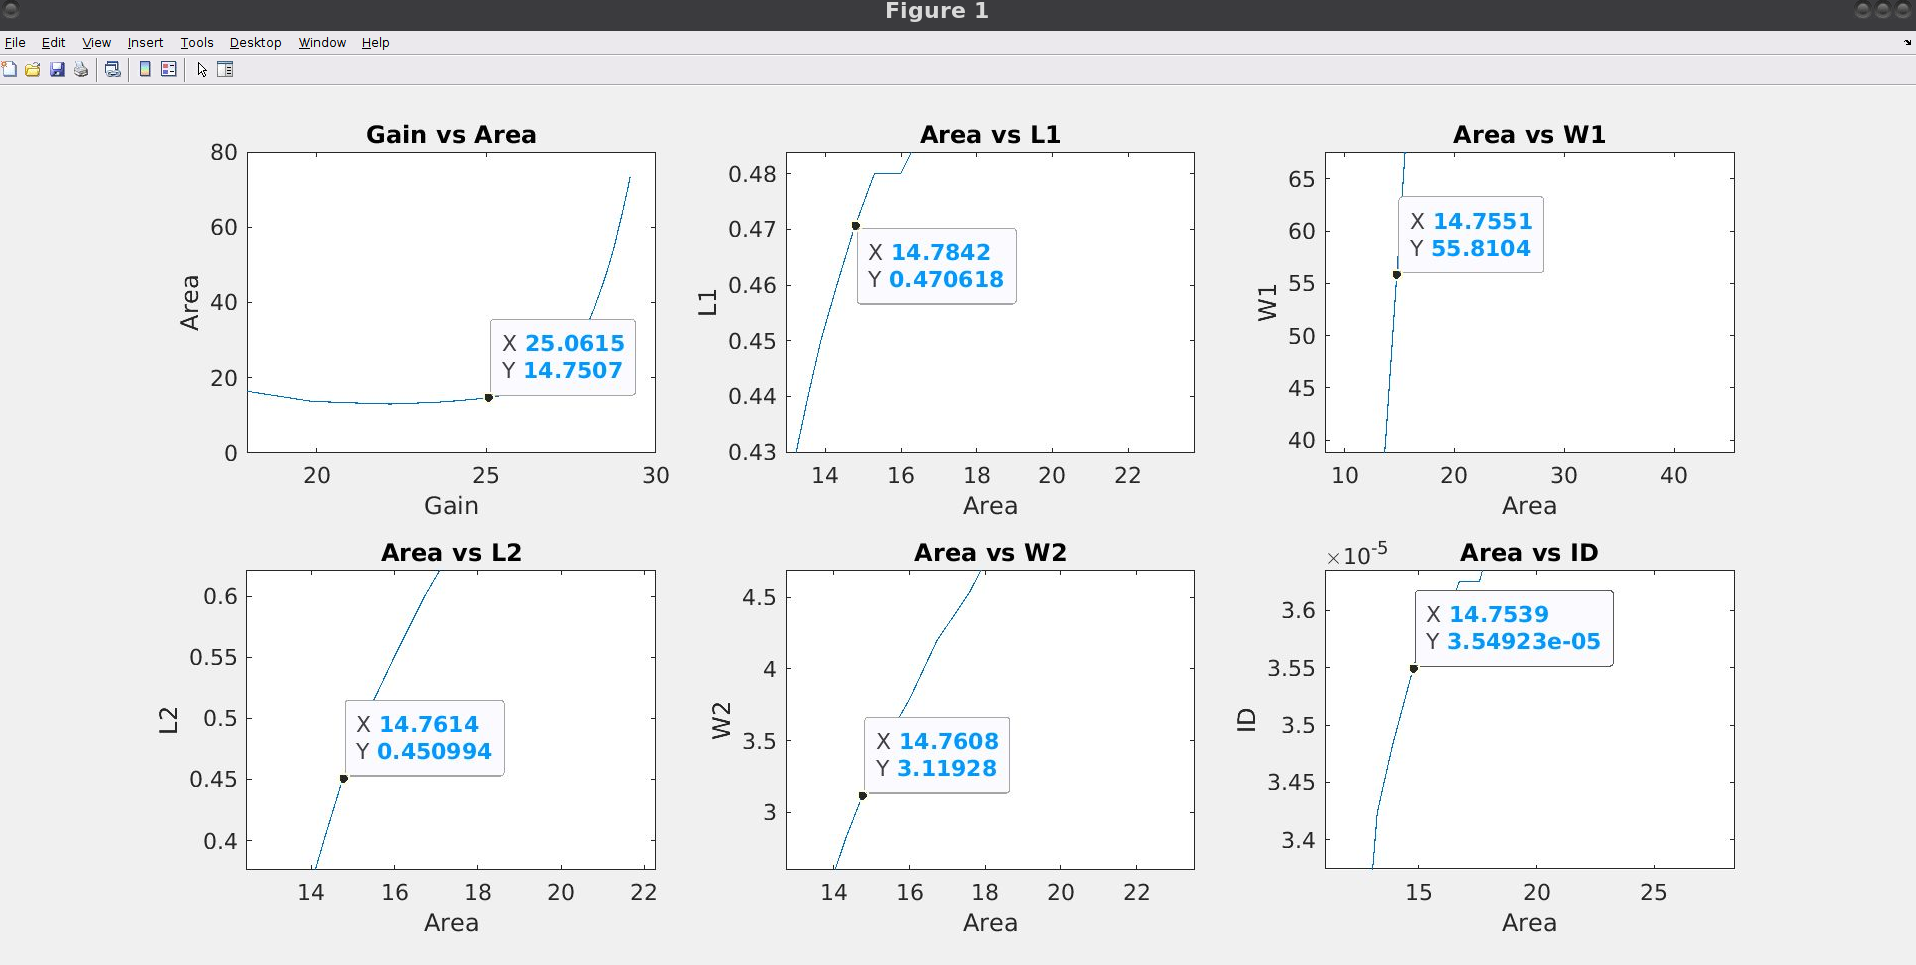 Figure 1
File Edit View Insert Tools Desktop Window Help
Gain vs Area
80
60
40
20
0
Area
X 25.0615
Y 14.7507
20 25 30
Gain
Area vs L1
0.48
0.47
0.46
0.45
0.44
0.43
L1
X 14.7842
Y 0.470618
14 16 18 20 22
Area
Area vs W1
65
60
55
50
45
40
W1
X 14.7551
Y 55.8104
10 20 30 40
Area
Area vs L2
0.6
0.55
0.5
0.45
0.4
L2
X 14.7614
Y 0.450994
14 16 18 20 22
Area
Area vs W2
4.5
4
3.5
3
W2
X 14.7608
Y 3.11928
14 16 18 20 22
Area
×10⁻⁵
Area vs ID
3.6
3.55
3.5
3.45
3.4
ID
X 14.7539
Y 3.54923e-05
15 20 25
Area